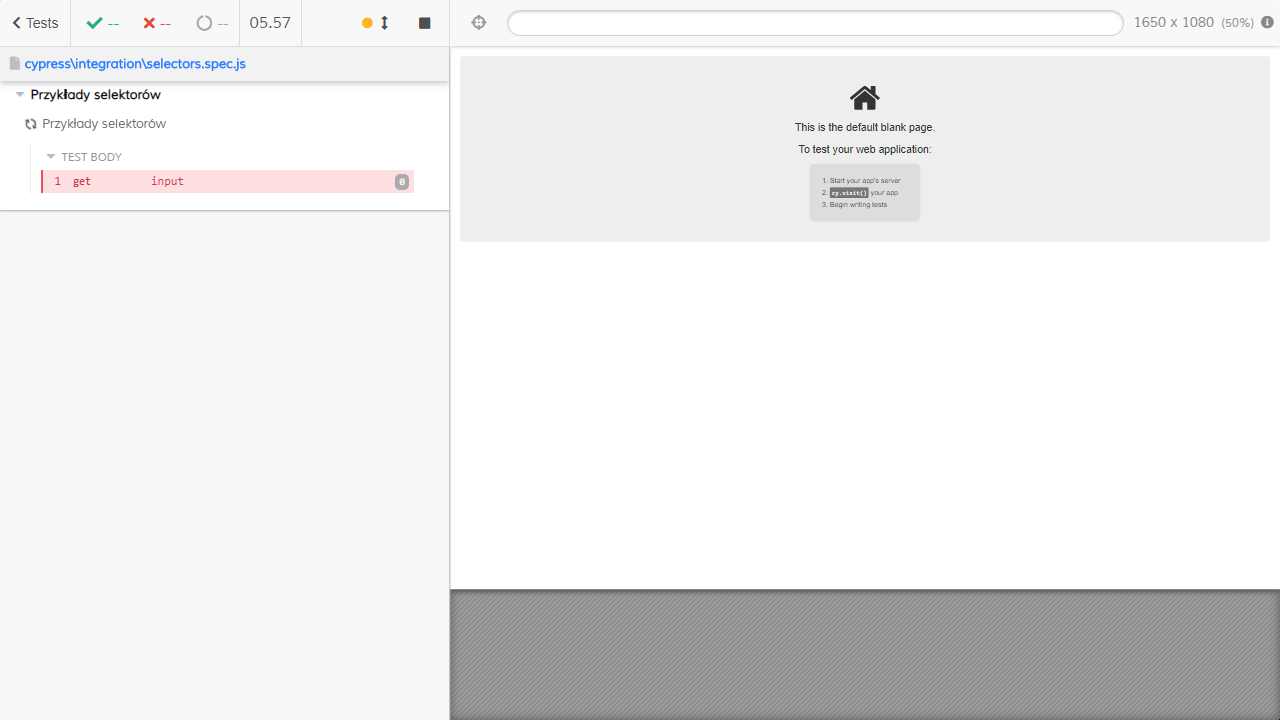 Tests -- -- -- 05.57 1650 x 1080 (50%)
cypress\integration\selectors.spec.js
Przykłady selektorów
Przykłady selektorów
TEST BODY
1 get input 0
This is the default blank page.
To test your web application:
1. Start your app's server
2. cy.visit() your app
3. Begin writing tests